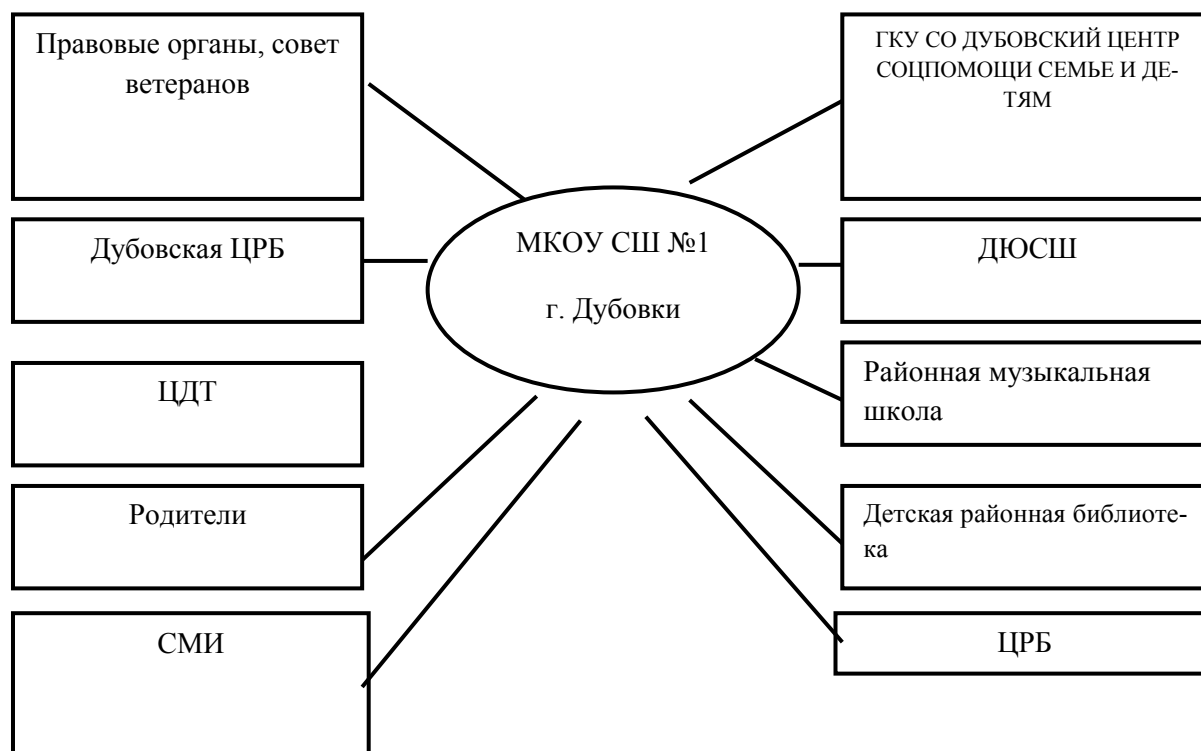 Правовые органы, совет
ветеранов
ГКУ СО ДУБОВСКИЙ ЦЕНТР
СОЦПОМОЩИ СЕМЬЕ И ДЕ-
ТЯМ
МКОУ СШ №1
г. Дубовки
Дубовская ЦРБ
ДЮСШ
ЦДТ
Районная музыкальная
школа
Родители
Детская районная библиоте-
ка
СМИ
ЦРБ